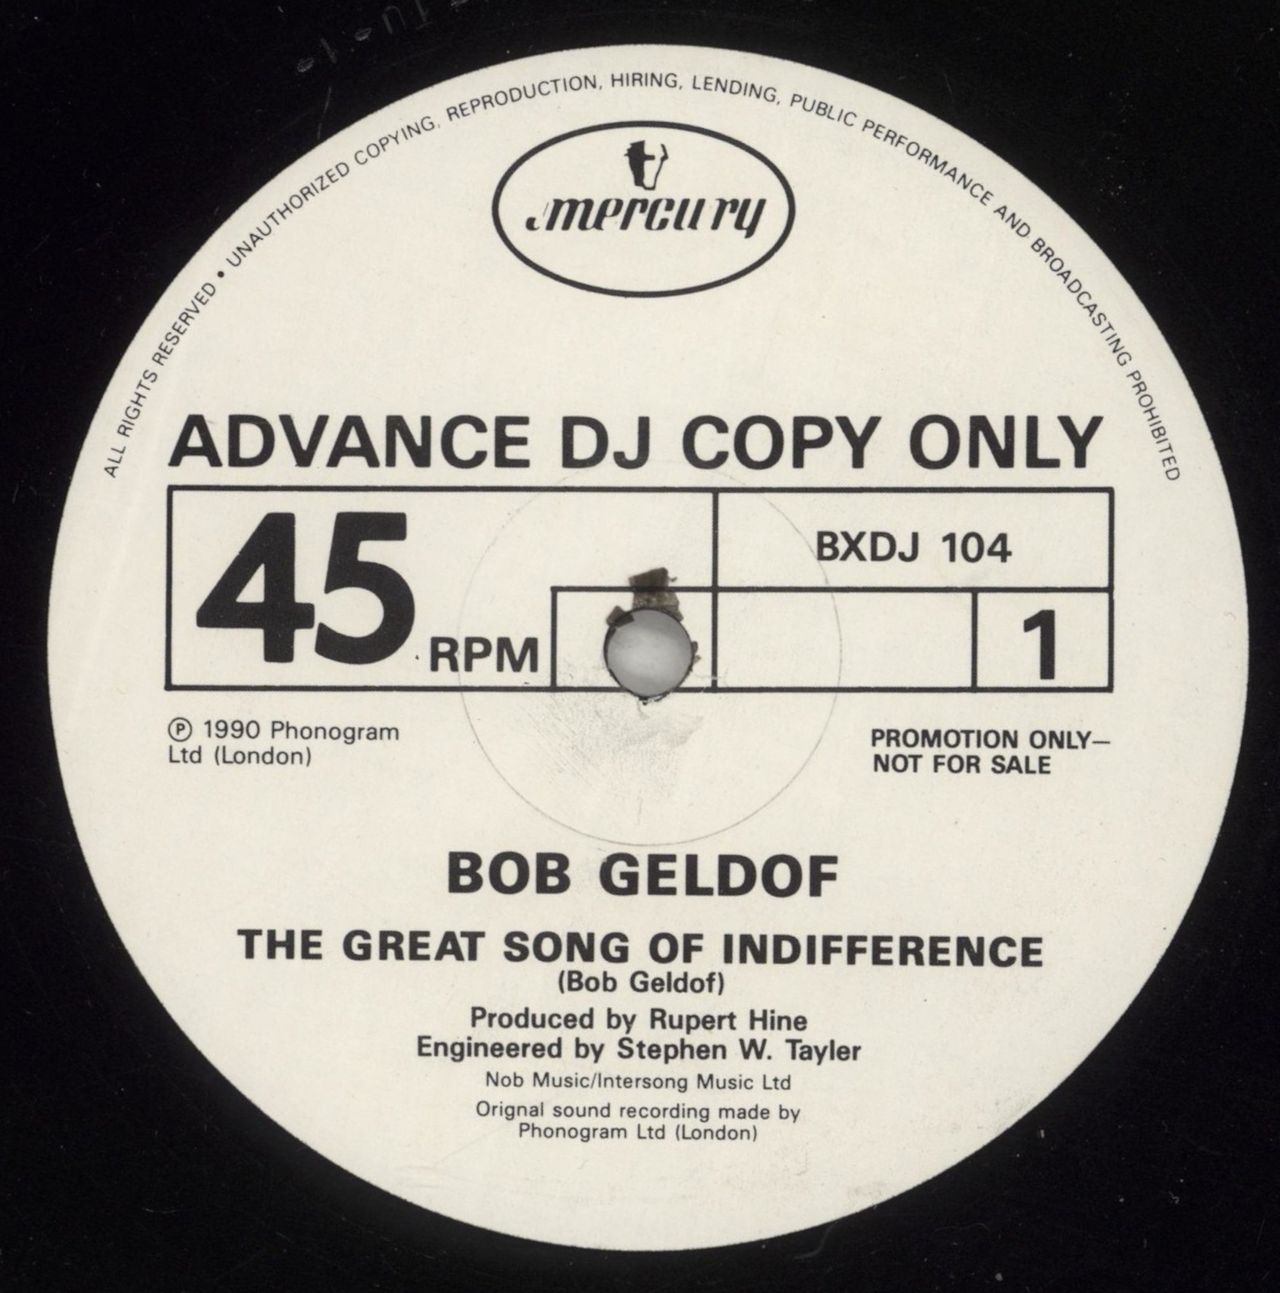 ALL RIGHTS RESERVED • UNAUTHORIZED COPYING, REPRODUCTION, HIRING, LENDING, PUBLIC PERFORMANCE AND BROADCASTING PROHIBITED
mercury
ADVANCE DJ COPY ONLY
45 RPM
BXDJ 104
1
℗ 1990 Phonogram
Ltd (London)
PROMOTION ONLY—
NOT FOR SALE
BOB GELDOF
THE GREAT SONG OF INDIFFERENCE
(Bob Geldof)
Produced by Rupert Hine
Engineered by Stephen W. Tayler
Nob Music/Intersong Music Ltd
Orignal sound recording made by
Phonogram Ltd (London)